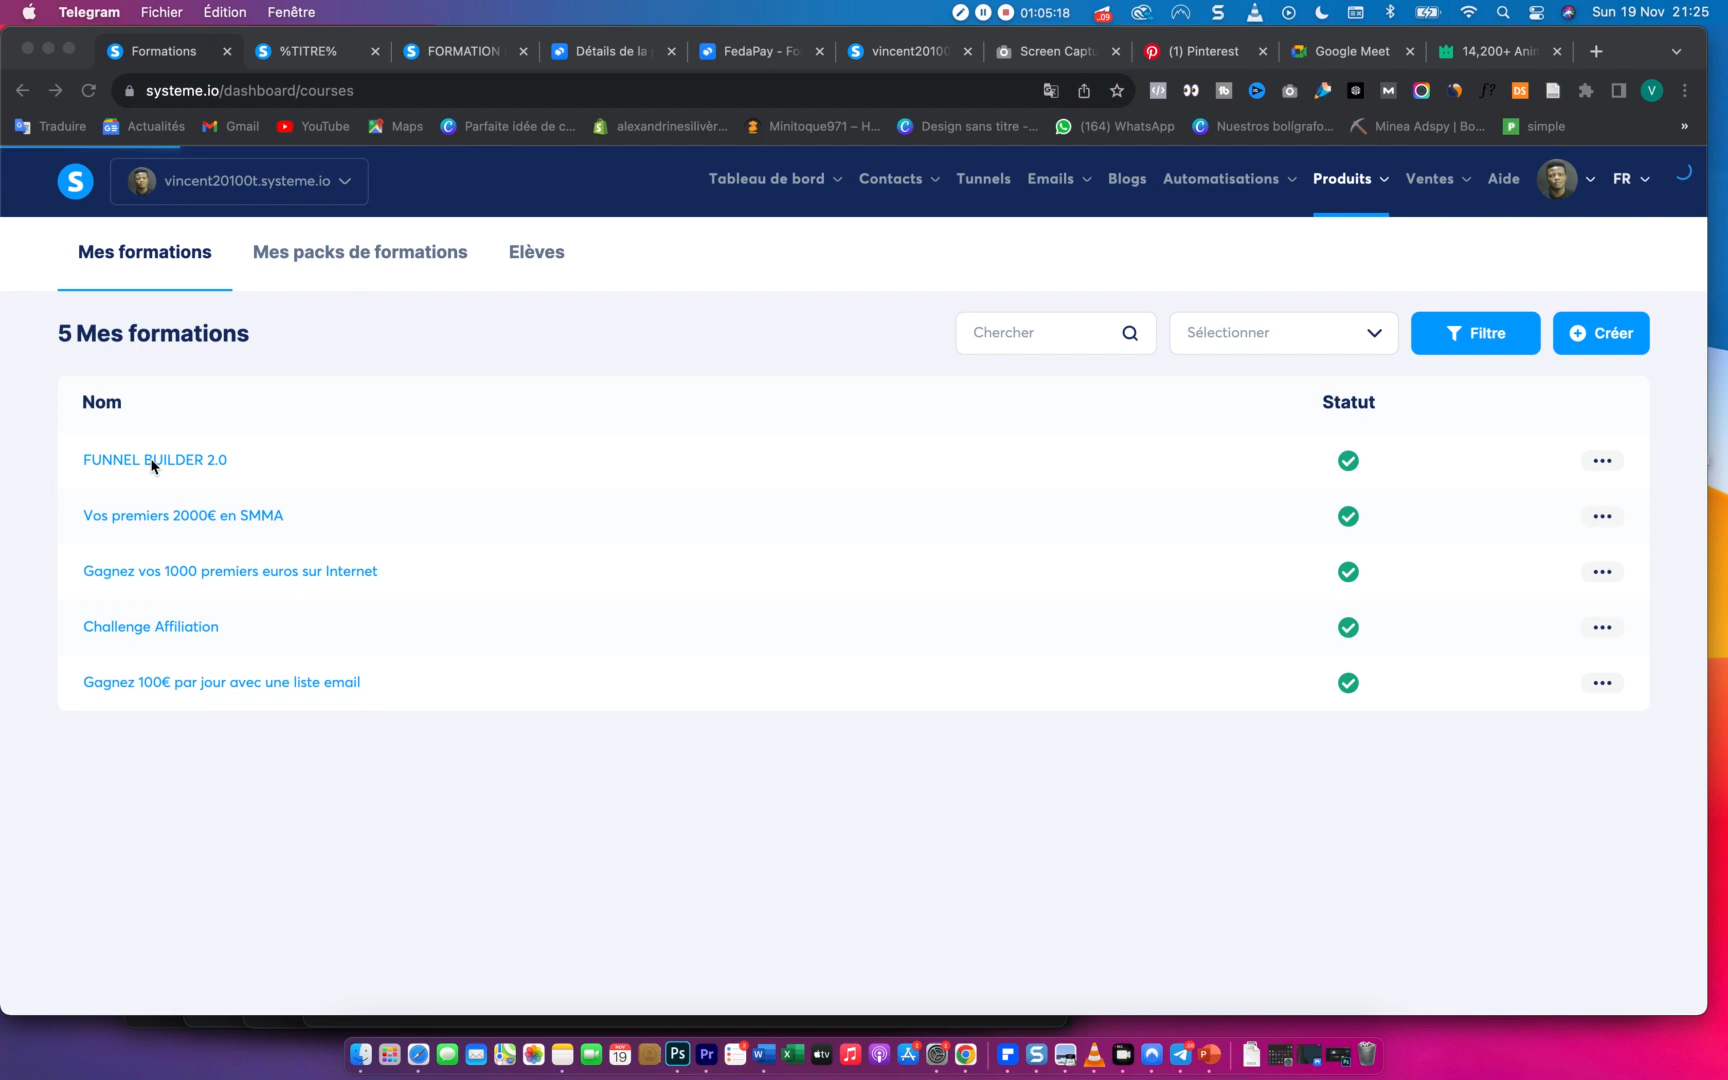 Telegram Fichier Édition Fenêtre 01:05:18 Sun 19 Nov 21:25
Formations %TITRE% FORMATION Détails de la FedaPay - Fo vincent20100 Screen Captu (1) Pinterest Google Meet 14,200+ Ani
systeme.io/dashboard/courses
Traduire Actualités Gmail YouTube Maps Parfaite idée de c... alexandrinesilivèr... Minitoque971 – H... Design sans titre -... (164) WhatsApp Nuestros bolígrafo... Minea Adspy | Bo... simple »
S vincent20100t.systeme.io Tableau de bord Contacts Tunnels Emails Blogs Automatisations Produits Ventes Aide FR
Mes formations Mes packs de formations Elèves
5 Mes formations Chercher Sélectionner Filtre Créer
Nom Statut
FUNNEL BUILDER 2.0
Vos premiers 2000€ en SMMA
Gagnez vos 1000 premiers euros sur Internet
Challenge Affiliation
Gagnez 100€ par jour avec une liste email